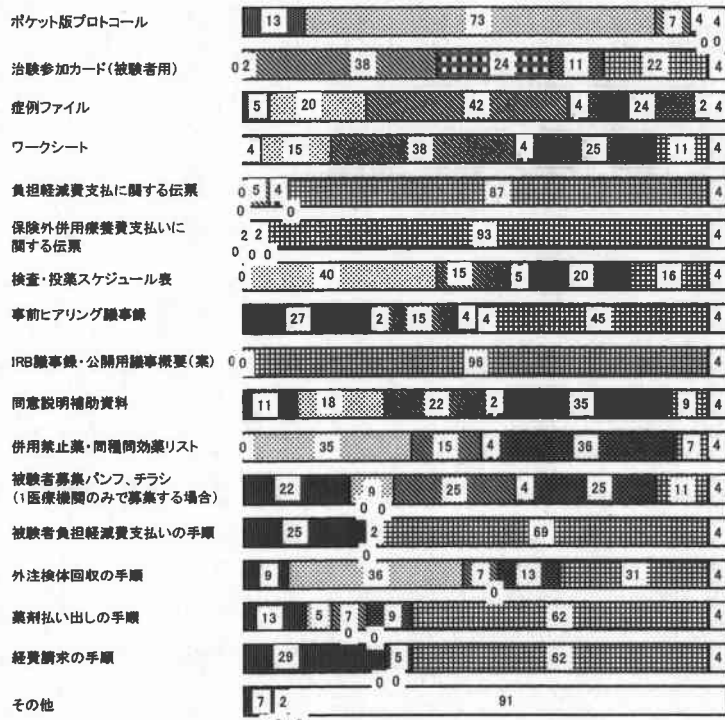 ポケット版プロトコール 13 73 7 4 4 0 0
治験参加カード(被験者用) 0 2 38 24 11 22 4
症例ファイル 5 20 42 4 24 2 4
ワークシート 4 15 38 4 25 11 4
負担軽減費支払に関する伝票 0 5 4 87 4 0 0
保険外併用療養費支払いに
関する伝票 2 2 93 4 0 0 0
検査・投薬スケジュール表 0 40 15 5 20 16 4
事前ヒアリング議事録 27 2 15 4 4 45 4
IRB議事録・公開用議事概要(案) 0 0 96 4
同意説明補助資料 11 18 22 2 35 9 4
併用禁止薬・同種同効薬リスト 0 35 15 4 36 7 4
被験者募集パンフ、チラシ
(1医療機関のみで募集する場合) 22 9 25 4 25 11 4
0 0
被験者負担軽減費支払いの手順 25 2 69 4
0
外注検体回収の手順 9 36 7 13 31 4
0
薬剤払い出しの手順 13 5 7 9 62 4
0 0
経費請求の手順 29 5 62 4
0 0
その他 7 2 91